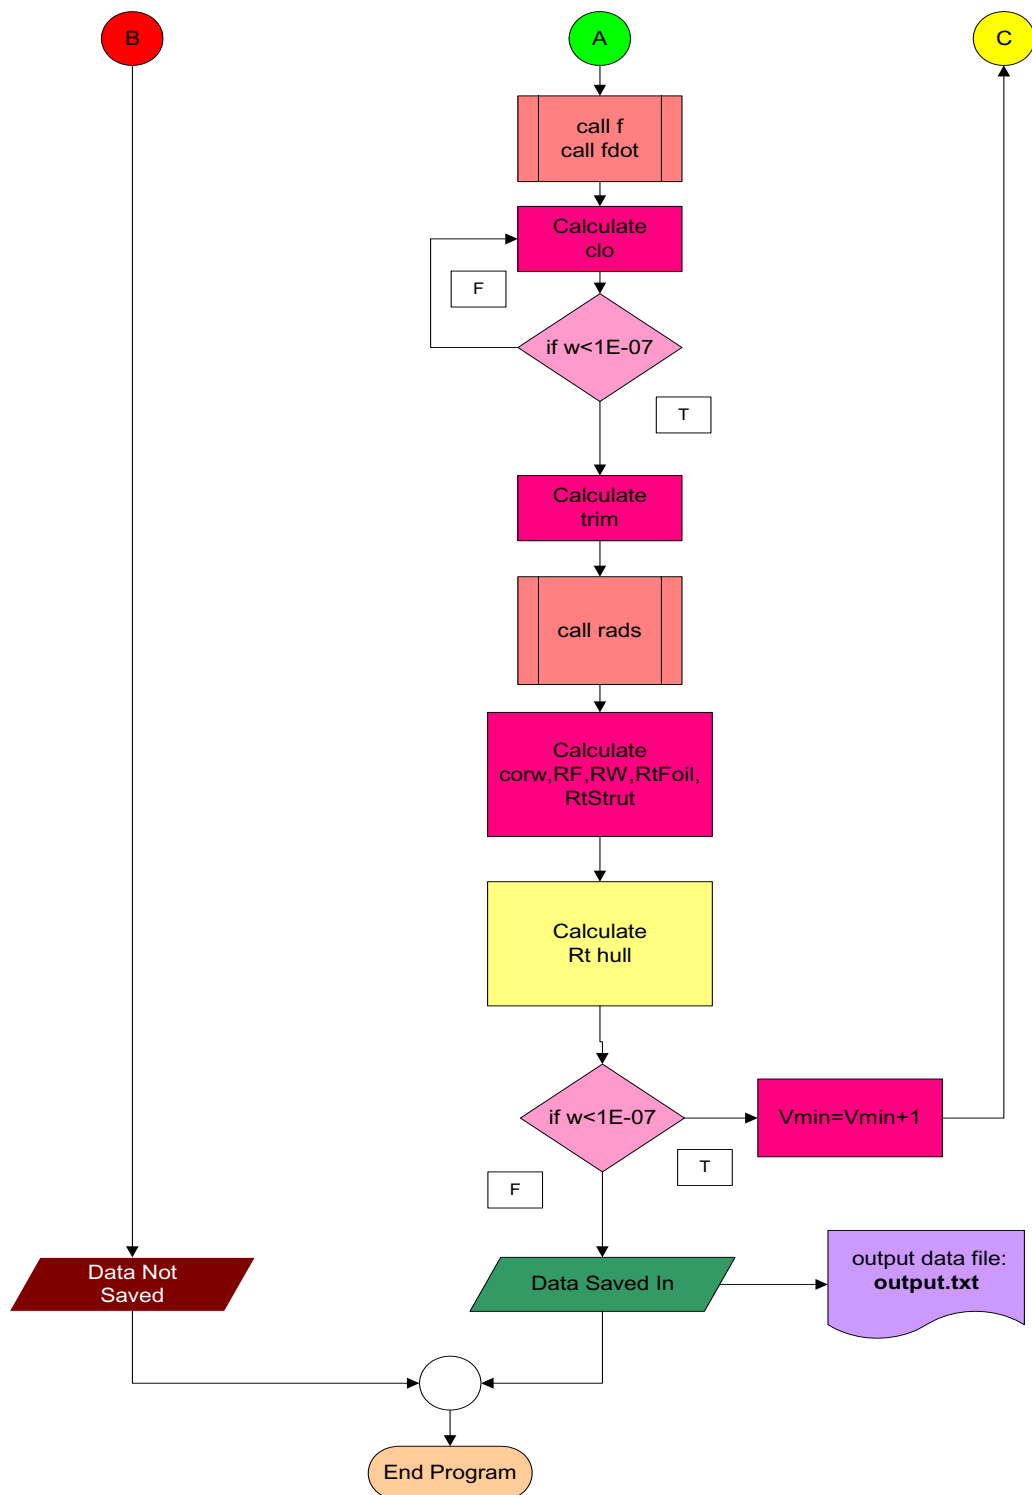 B
A
C
call f
call fdot
Calculate
clo
F
if w<1E-07
T
Calculate
trim
call rads
Calculate
corw,RF,RW,RtFoil,
RtStrut
Calculate
Rt hull
if w<1E-07
Vmin=Vmin+1
T
F
Data Not
Saved
Data Saved In
output data file:
output.txt
End Program